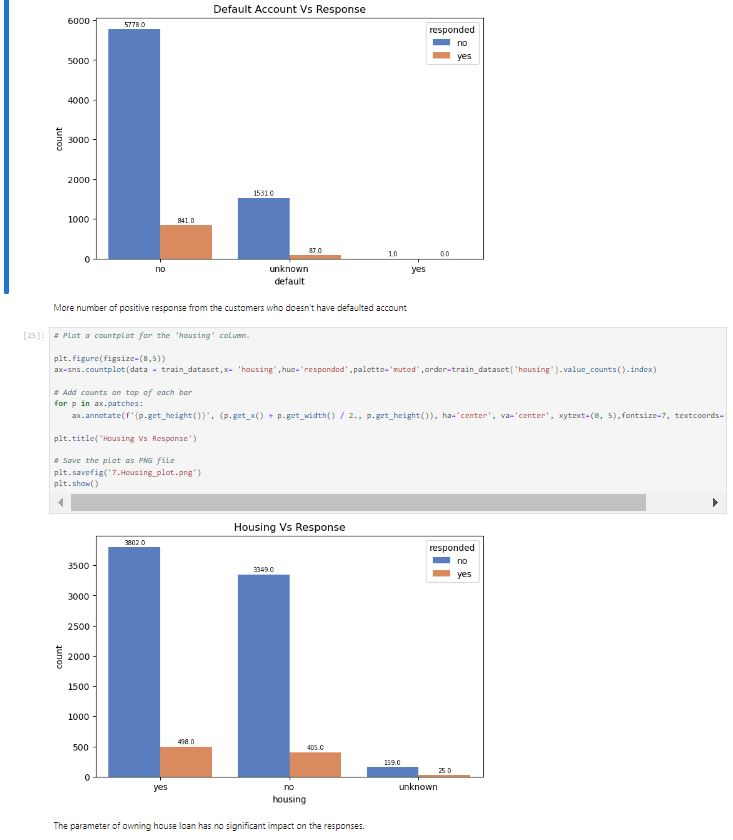 Default Account Vs Response
6000
5000
4000
3000
2000
1000
0
count
5778.0
841.0
1531.0
87.0
1.0
0.0
responded
no
yes
no
unknown
yes
default
More number of positive response from the customers who doesn't have defaulted account
[25]:
# Plot a countplot for the 'housing' column.
plt.figure(figsize=(8,5))
ax=sns.countplot(data = train_dataset,x= 'housing',hue='responded',palette='muted',order=train_dataset['housing'].value_counts().index)
# Add counts on top of each bar
for p in ax.patches:
ax.annotate(f'{p.get_height()}', (p.get_x() + p.get_width() / 2., p.get_height()), ha='center', va='center', xytext=(0, 5),fontsize=7, textcoords=
plt.title('Housing Vs Response')
# Save the plot as PNG file
plt.savefig('7.Housing_plot.png')
plt.show()
Housing Vs Response
3500
3000
2500
2000
1500
1000
500
0
count
3802.0
498.0
3349.0
405.0
159.0
25.0
responded
no
yes
yes
no
unknown
housing
The parameter of owning house loan has no significant impact on the responses.